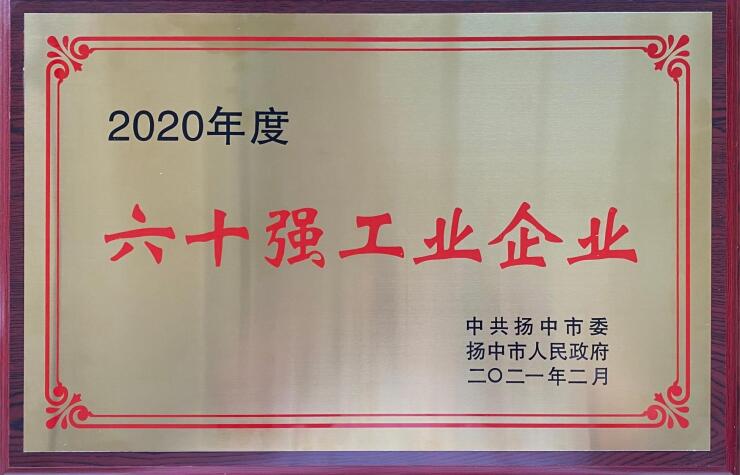 2020年度
六十强工业企业
中共扬中市委
扬中市人民政府
二〇二一年二月